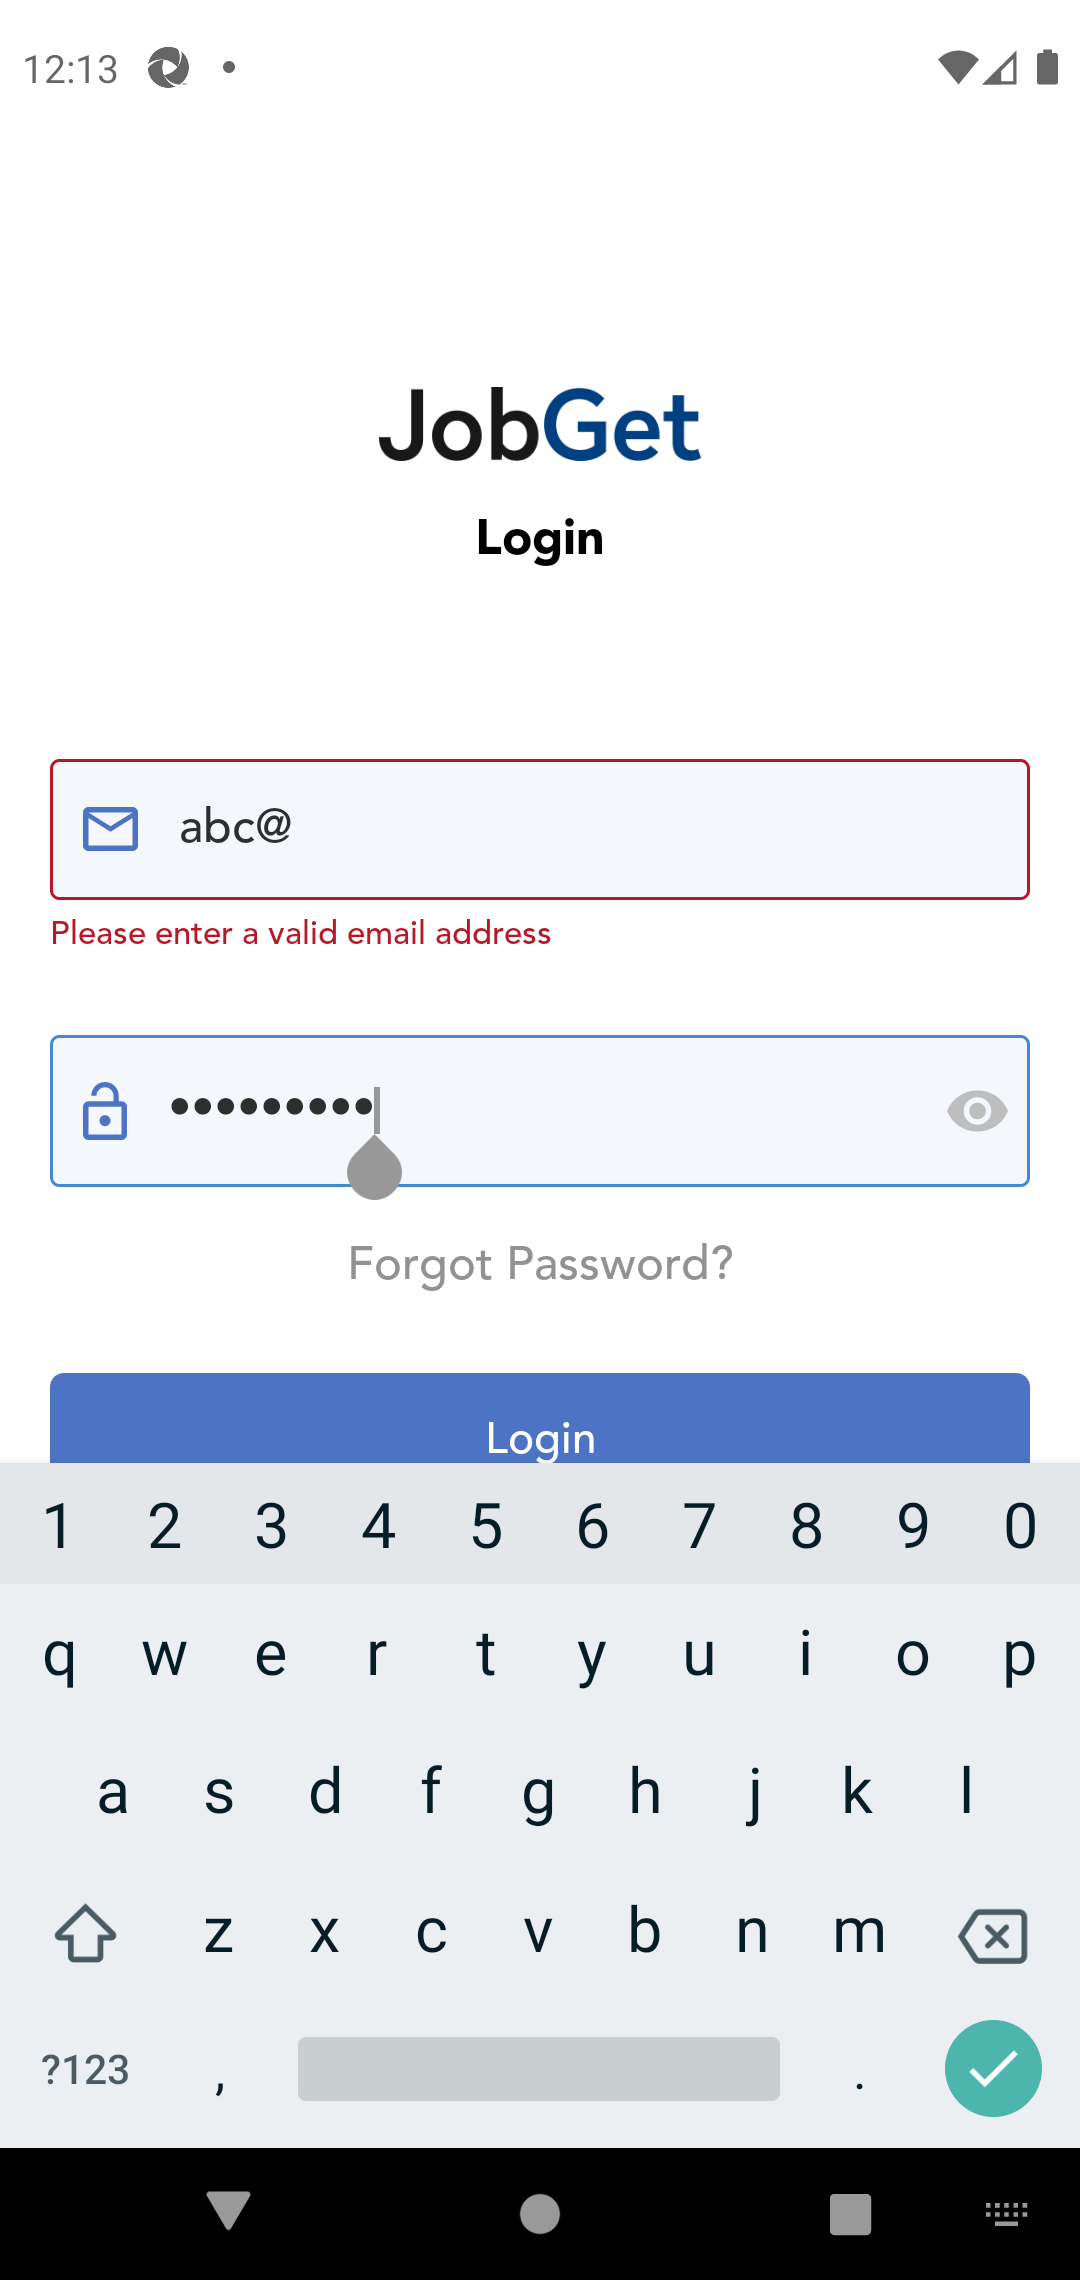 12:13
JobGet
Login
abc@
Please enter a valid email address
•••••••••
Forgot Password?
Login
1 2 3 4 5 6 7 8 9 0
q w e r t y u i o p
a s d f g h j k l
z x c v b n m
?123 , .